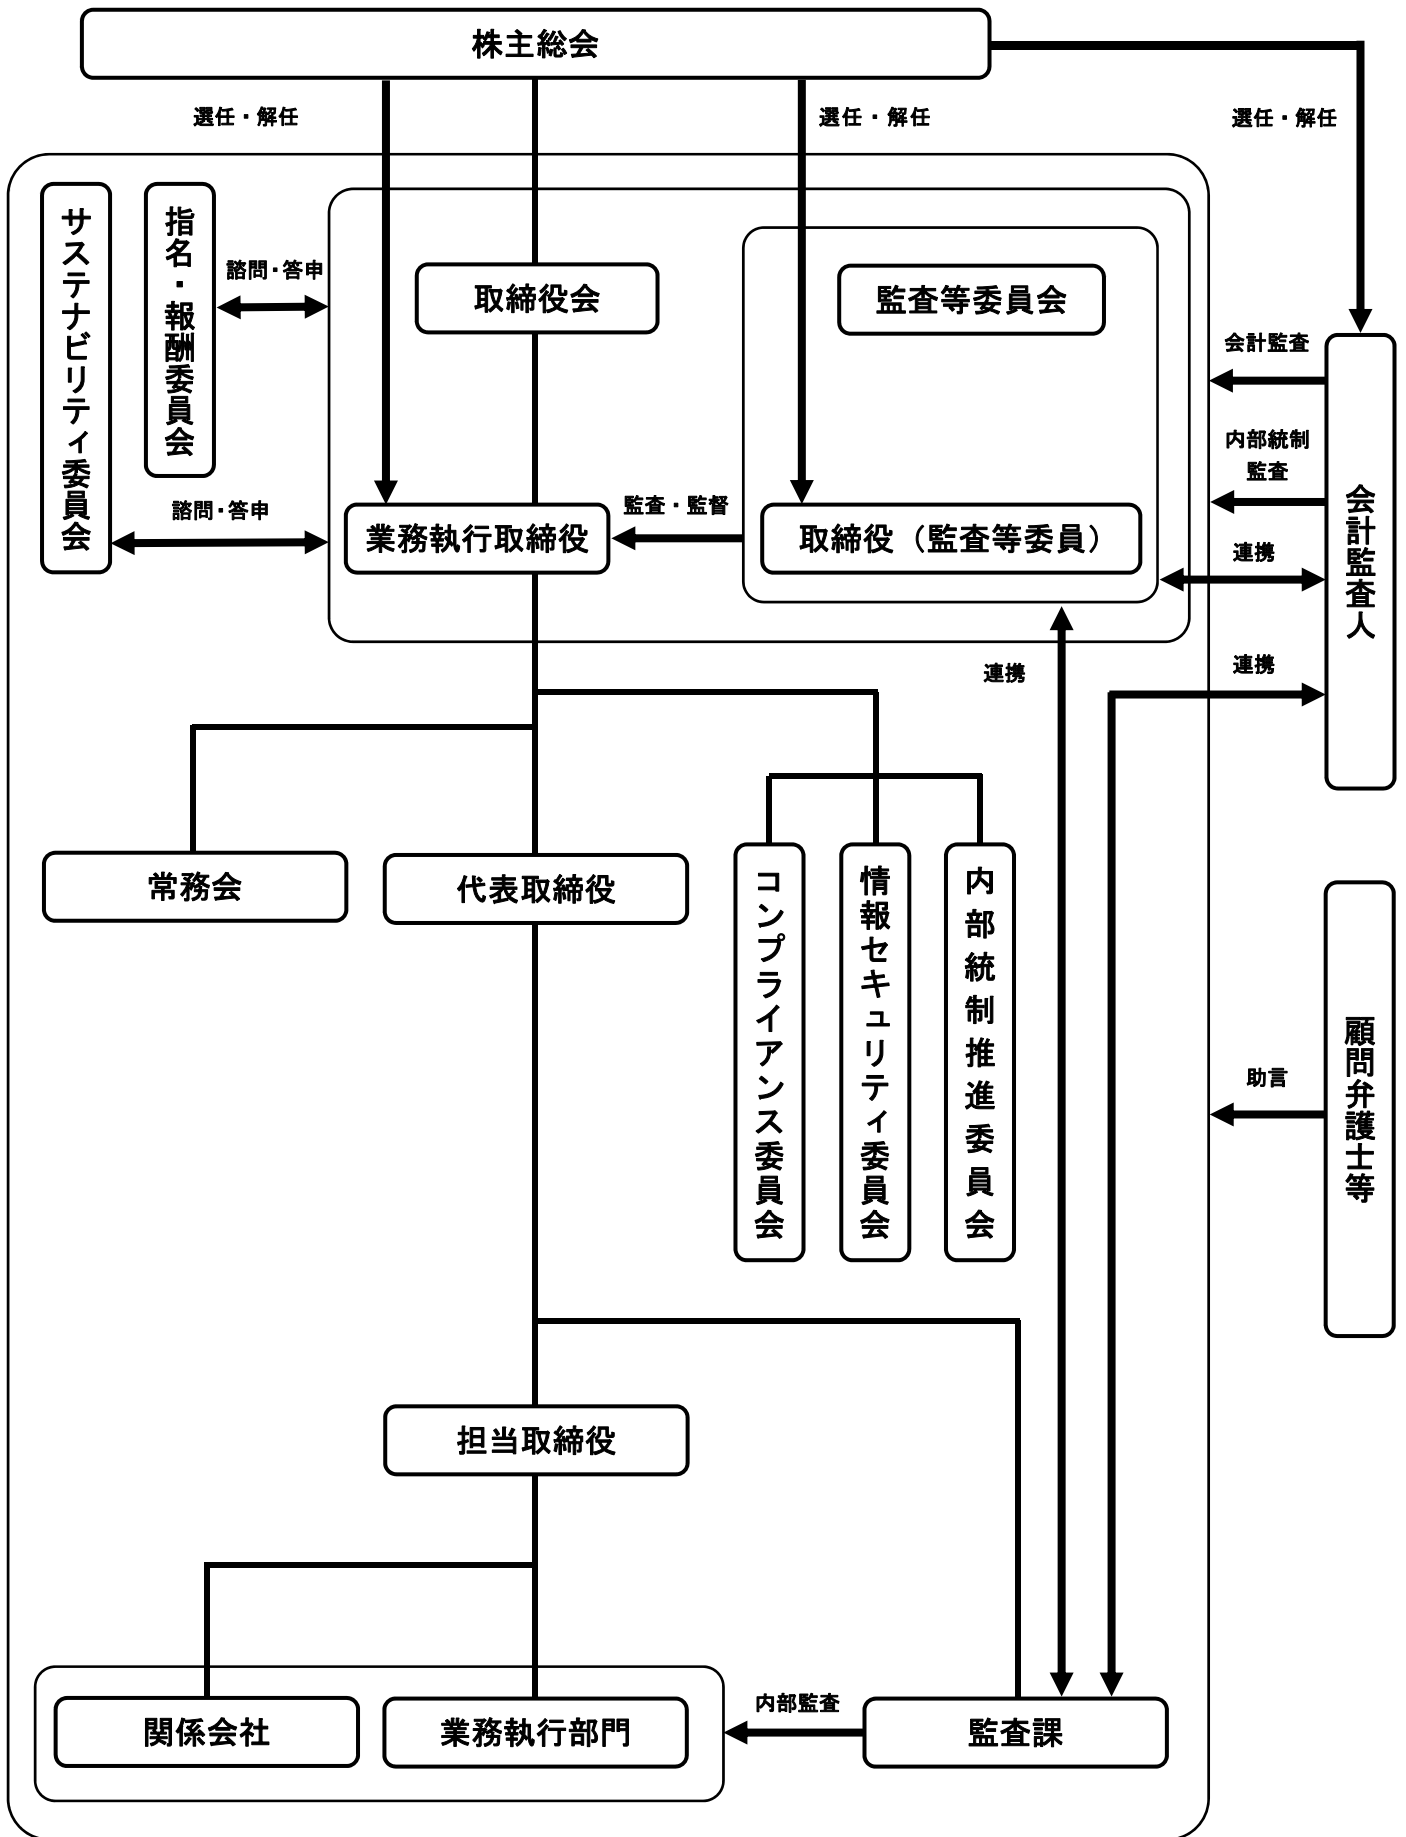 株主総会
選任・解任
選任・解任
選任・解任
サステナビリティ委員会
指名・報酬委員会
諮問・答申
取締役会
監査等委員会
会計監査
内部統制
監査
諮問・答申
業務執行取締役
監査・監督
取締役（監査等委員）
連携
会計監査人
連携
連携
常務会
代表取締役
コンプライアンス委員会
情報セキュリティ委員会
内部統制推進委員会
顧問弁護士等
助言
担当取締役
関係会社
業務執行部門
内部監査
監査課